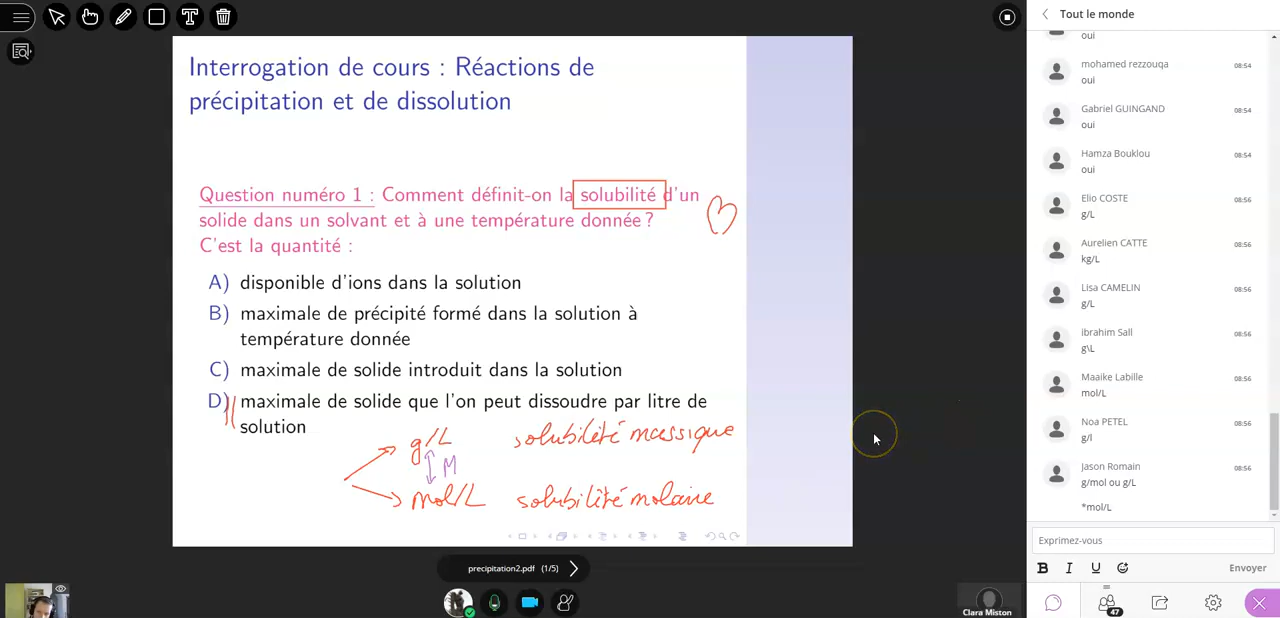 Interrogation de cours : Réactions de
précipitation et de dissolution
Question numéro 1 : Comment définit-on la solubilité d'un
solide dans un solvant et à une température donnée ?
C'est la quantité :
A) disponible d'ions dans la solution
B) maximale de précipité formé dans la solution à
température donnée
C) maximale de solide introduit dans la solution
D) maximale de solide que l'on peut dissoudre par litre de
solution
g/L solubilité massique
M
mol/L solubilité molaire
precipitation2.pdf (1/5)
Clara Miston
Tout le monde
oui
mohamed rezzouqa 08:54
oui
Gabriel GUINGAND 08:54
oui
Hamza Bouklou 08:54
oui
Elio COSTE 08:56
g/L
Aurelien CATTE 08:56
kg/L
Lisa CAMELIN 08:56
g/L
ibrahim Sall 08:56
g\L
Maaike Labille 08:56
mol/L
Noa PETEL 08:56
g/l
Jason Romain 08:56
g/mol ou g/L
*mol/L
Exprimez-vous
B I U Envoyer
47